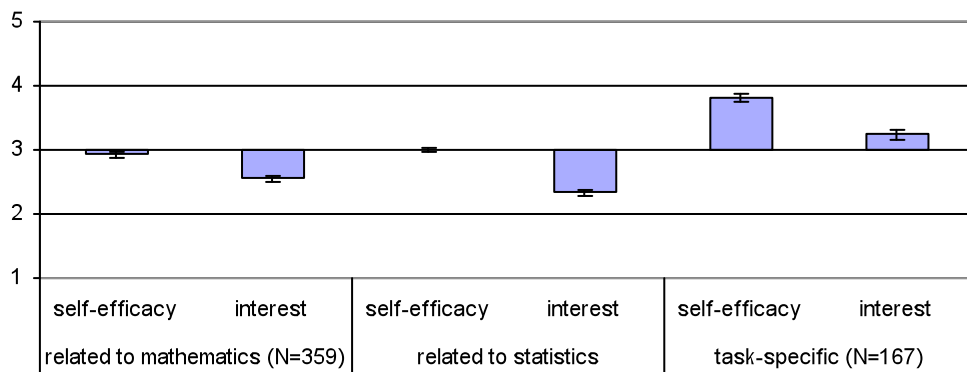 5
4
3
2
1
self-efficacy interest self-efficacy interest self-efficacy interest
related to mathematics (N=359) related to statistics task-specific (N=167)